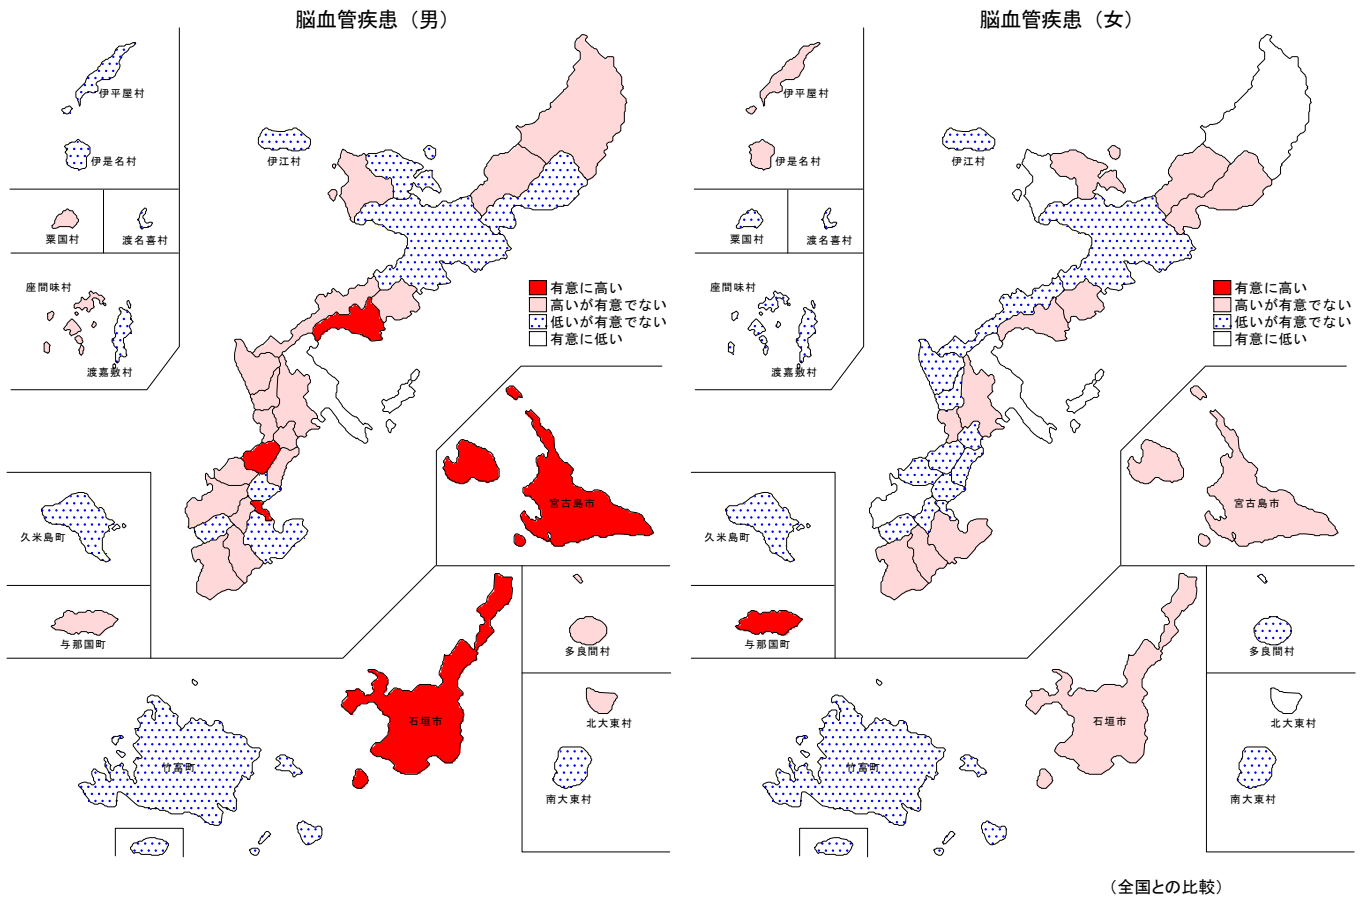 脳血管疾患（男）
伊平屋村
伊江村
伊是名村
粟国村
渡名喜村
座間味村
渡嘉敷村
有意に高い
高いが有意でない
低いが有意でない
有意に低い
宮古島市
久米島町
与那国町
多良間村
北大東村
石垣市
竹富町
南大東村
脳血管疾患（女）
伊平屋村
伊江村
伊是名村
粟国村
渡名喜村
座間味村
渡嘉敷村
有意に高い
高いが有意でない
低いが有意でない
有意に低い
宮古島市
久米島町
与那国町
多良間村
北大東村
石垣市
竹富町
南大東村
（全国との比較）